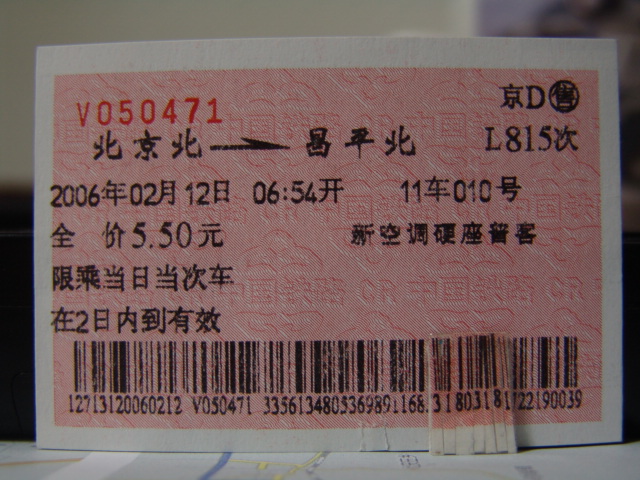 京D售
V050471
北京北→昌平北 L815次
2006年02月12日 06:54开 11车010号
全 价5.50元 新空调硬座普客
限乘当日当次车
在2日内到有效
12713120060212 V050471